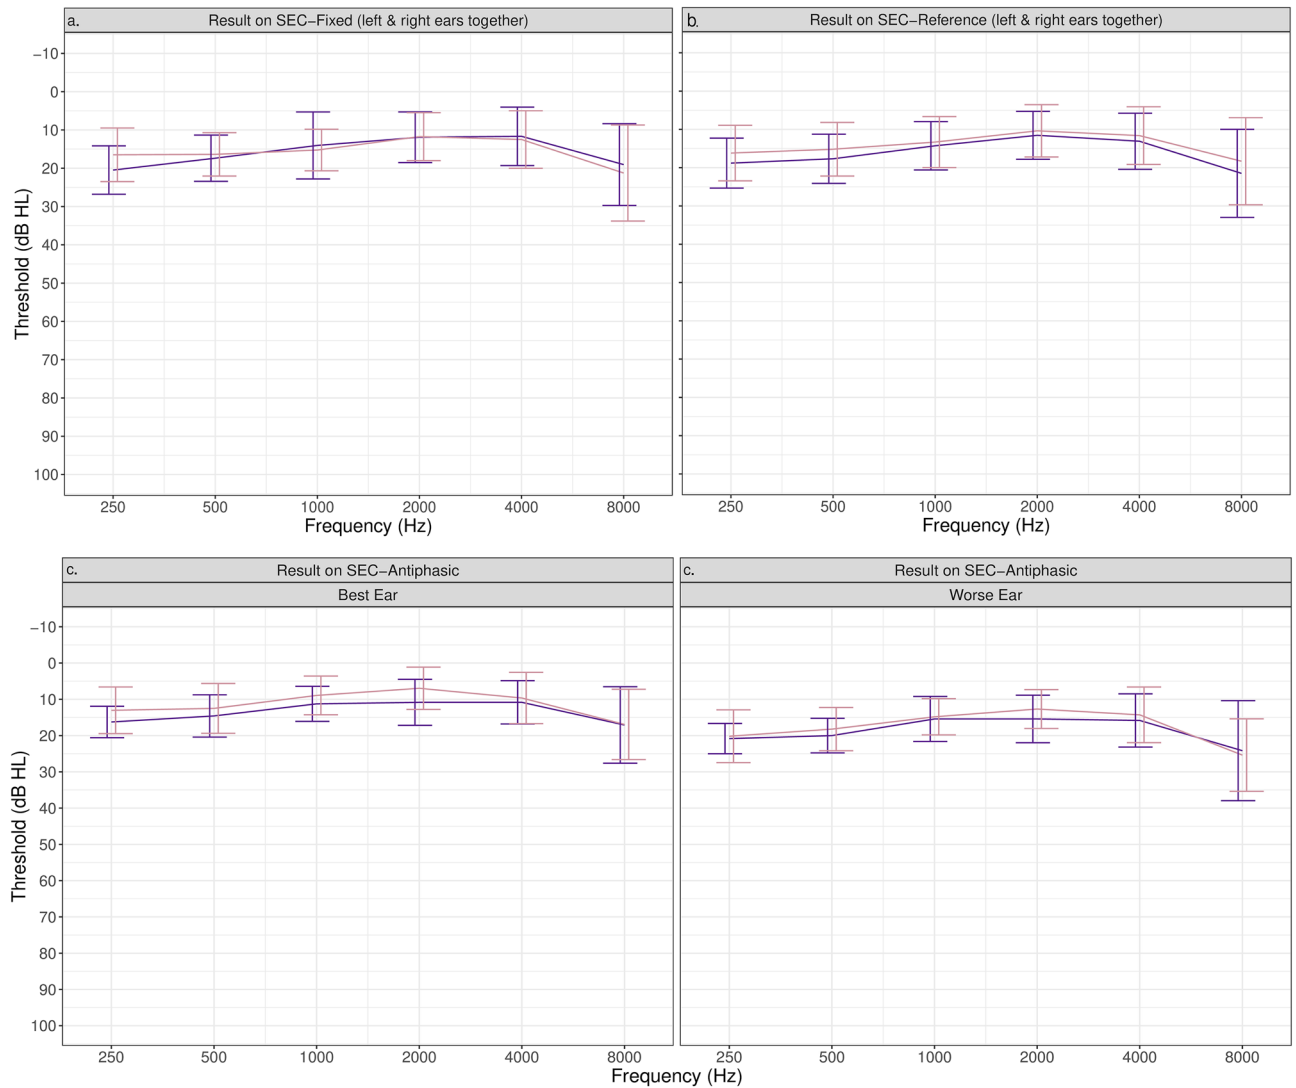 a. Result on SEC−Fixed (left & right ears together)
b. Result on SEC−Reference (left & right ears together)
Threshold (dB HL)
−10
0
10
20
30
40
50
60
70
80
90
100
250 500 1000 2000 4000 8000
Frequency (Hz)
250 500 1000 2000 4000 8000
Frequency (Hz)
c. Result on SEC−Antiphasic
Best Ear
c. Result on SEC−Antiphasic
Worse Ear
Threshold (dB HL)
−10
0
10
20
30
40
50
60
70
80
90
100
250 500 1000 2000 4000 8000
250 500 1000 2000 4000 8000
Frequency (Hz)